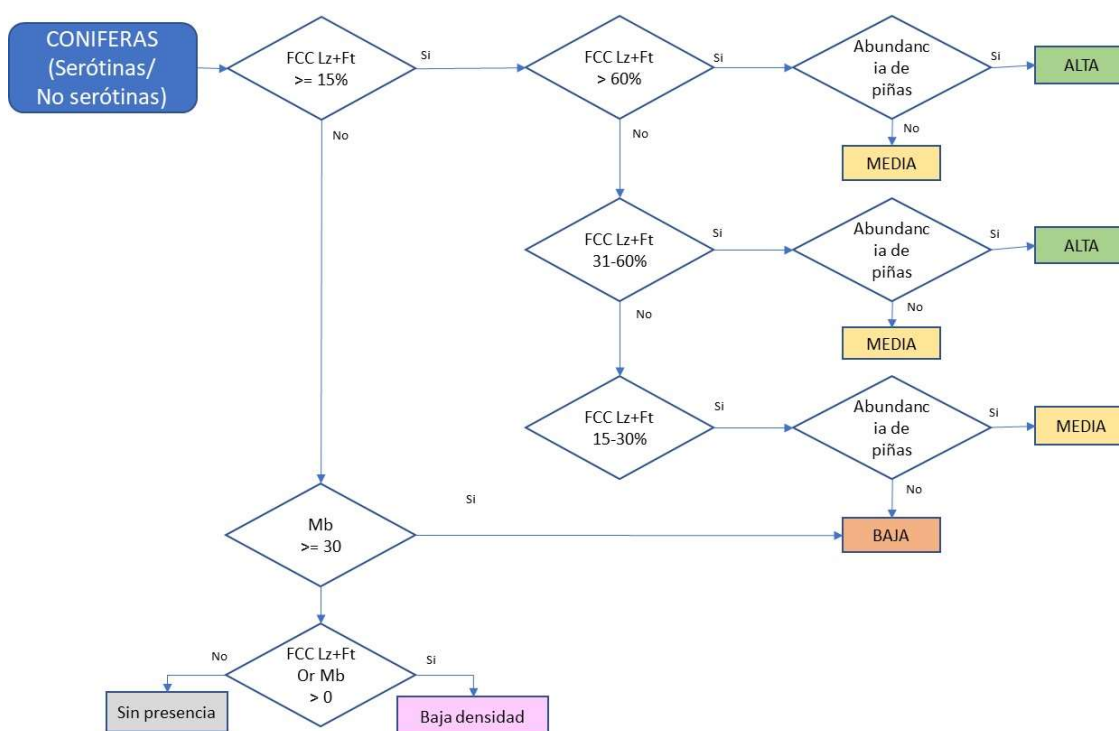 CONIFERAS
(Serótinas/
No serótinas)
FCC Lz+Ft
>= 15%
Si
FCC Lz+Ft
> 60%
Si
Abundanc
ia de
piñas
Si
ALTA
No
No
No
MEDIA
FCC Lz+Ft
31-60%
Si
Abundanc
ia de
piñas
Si
ALTA
No
No
MEDIA
FCC Lz+Ft
15-30%
Si
Abundanc
ia de
piñas
Si
MEDIA
No
Mb
>= 30
Si
BAJA
FCC Lz+Ft
Or Mb
> 0
No
Si
Sin presencia
Baja densidad